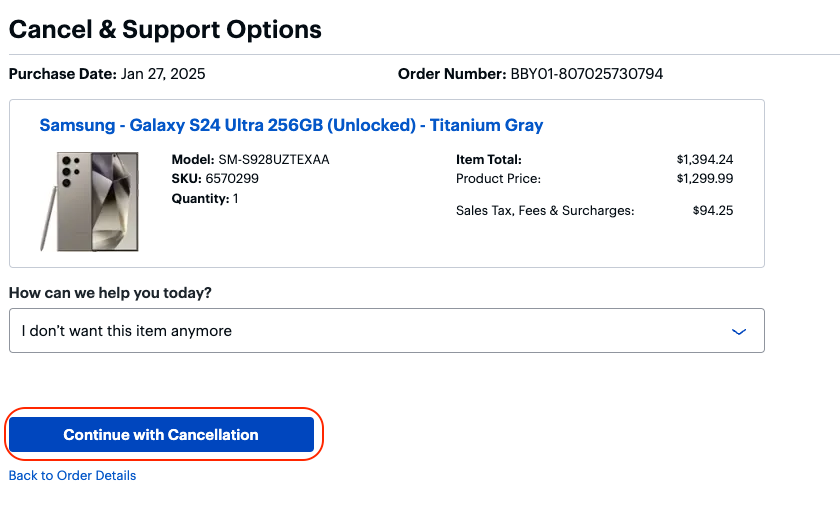 Cancel & Support Options
Purchase Date: Jan 27, 2025
Order Number: BBY01-807025730794
Samsung - Galaxy S24 Ultra 256GB (Unlocked) - Titanium Gray
Model: SM-S928UZTEXAA
SKU: 6570299
Quantity: 1
Item Total: $1,394.24
Product Price: $1,299.99
Sales Tax, Fees & Surcharges: $94.25
How can we help you today?
I don't want this item anymore
Continue with Cancellation
Back to Order Details